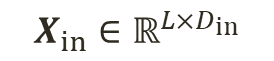 𝑿_in ∈ ℝ^{L×D_in}